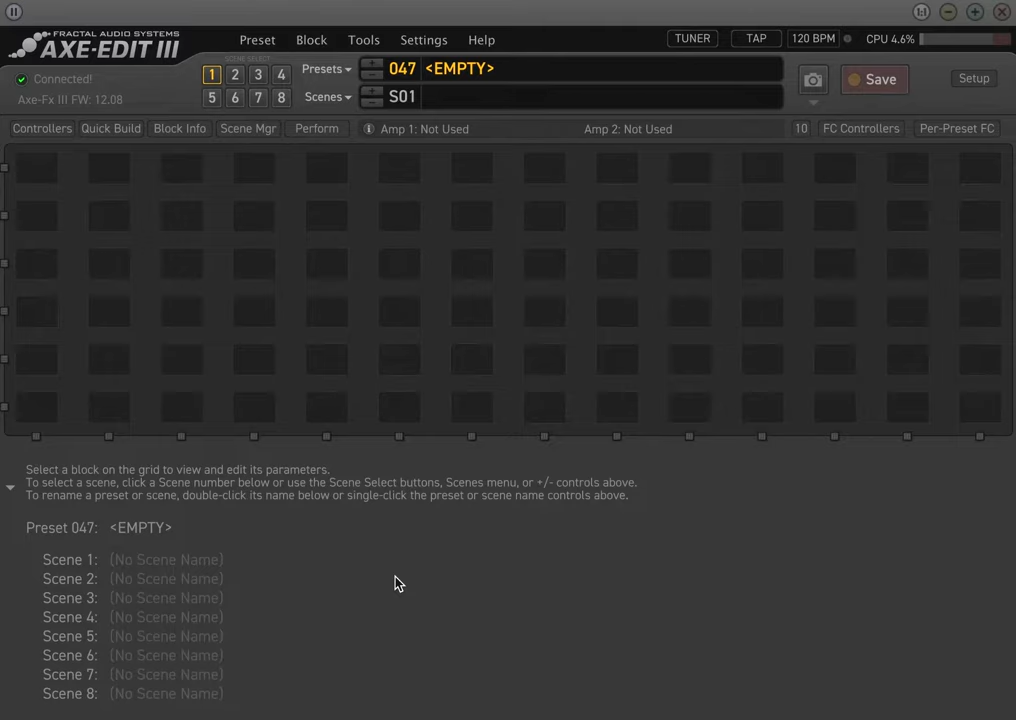 1:1
FRACTAL AUDIO SYSTEMS
AXE-EDIT III
Preset Block Tools Settings Help
TUNER TAP 120 BPM CPU 4.6%
Connected!
Axe-Fx III FW: 12.08
SCENE SELECT
1 2 3 4
5 6 7 8
Presets 047 <EMPTY>
Scenes S01
Save
Setup
Controllers Quick Build Block Info Scene Mgr Perform Amp 1: Not Used Amp 2: Not Used 10 FC Controllers Per-Preset FC
Select a block on the grid to view and edit its parameters.
To select a scene, click a Scene number below or use the Scene Select buttons, Scenes menu, or +/- controls above.
To rename a preset or scene, double-click its name below or single-click the preset or scene name controls above.
Preset 047: <EMPTY>
Scene 1: (No Scene Name)
Scene 2: (No Scene Name)
Scene 3: (No Scene Name)
Scene 4: (No Scene Name)
Scene 5: (No Scene Name)
Scene 6: (No Scene Name)
Scene 7: (No Scene Name)
Scene 8: (No Scene Name)